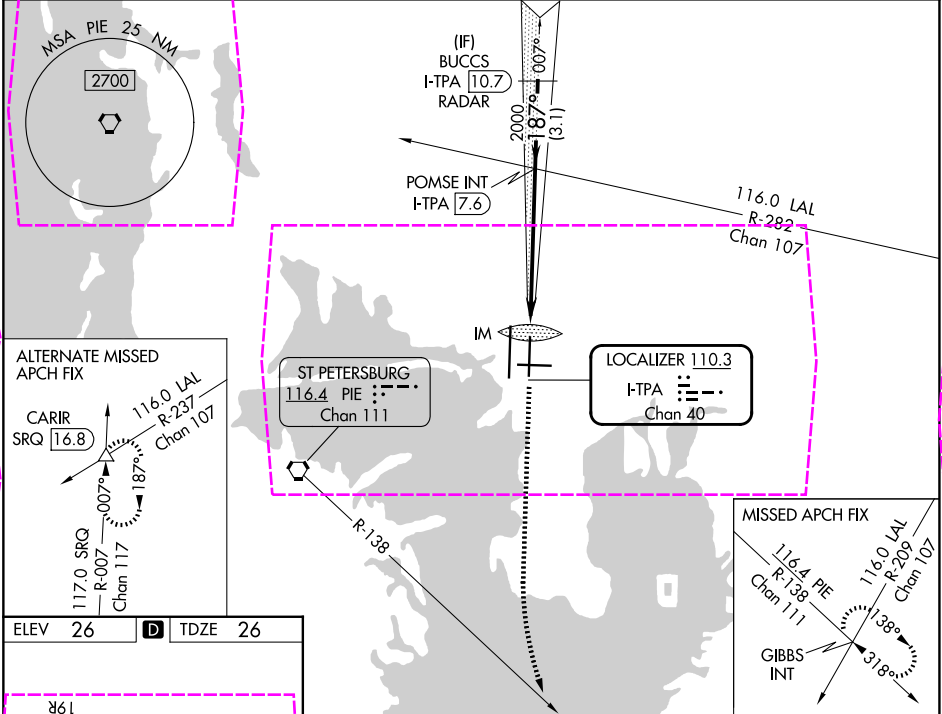 MSA PIE 25 NM
2700
(IF)
BUCCS
I-TPA 10.7
RADAR
2000
187°
(3.1)
007°
POMSE INT
I-TPA 7.6
116.0 LAL
R-282
Chan 107
IM
ST PETERSBURG
116.4 PIE
Chan 111
LOCALIZER 110.3
I-TPA
Chan 40
R-138
ALTERNATE MISSED
APCH FIX
CARIR
SRQ 16.8
116.0 LAL
R-237
Chan 107
007°
187°
117.0 SRQ
R-007
Chan 117
MISSED APCH FIX
116.4 PIE
R-138
Chan 111
116.0 LAL
R-209
Chan 107
138°
318°
GIBBS
INT
ELEV 26 D TDZE 26
19R